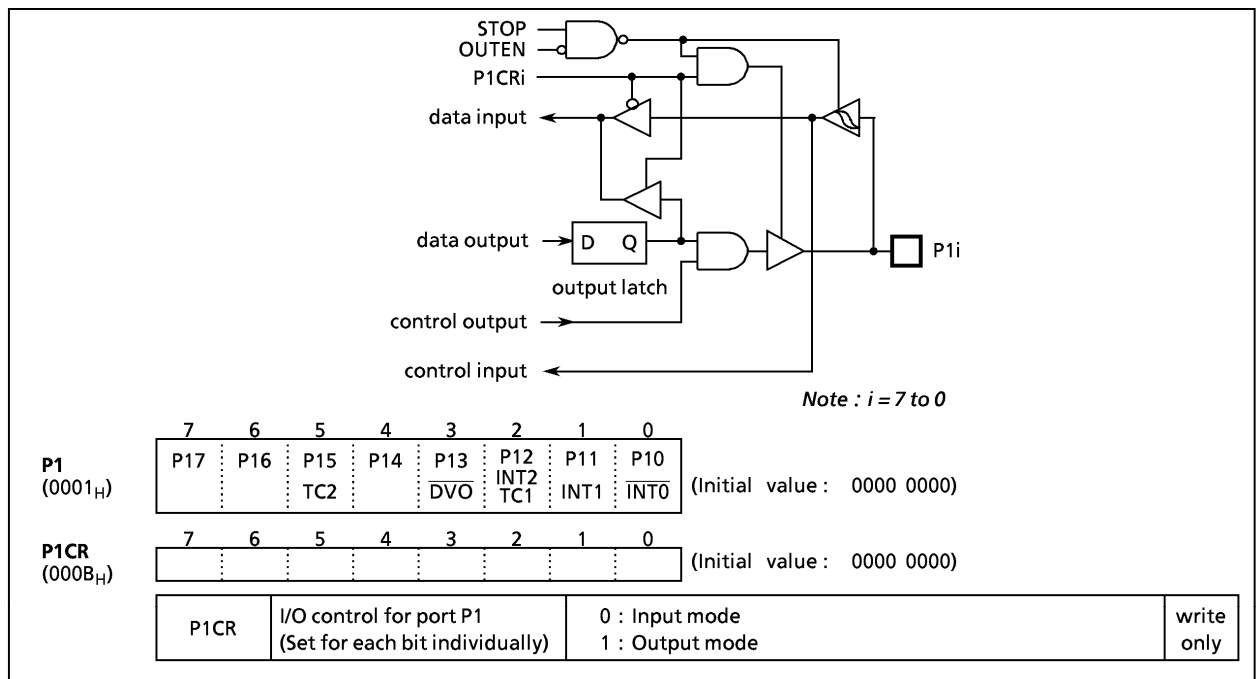 STOP
OUTEN
P1CRi
data input
data output
D Q
P1i
output latch
control output
control input
Note : i = 7 to 0
7 6 5 4 3 2 1 0
P1
(0001H)
P17 P16 P15 P14 P13 P12 P11 P10
TC2 DVO INT2 TC1 INT1 INT0
(Initial value : 0000 0000)
7 6 5 4 3 2 1 0
P1CR
(000BH)
(Initial value : 0000 0000)
P1CR
I/O control for port P1
(Set for each bit individually)
0 : Input mode
1 : Output mode
write
only